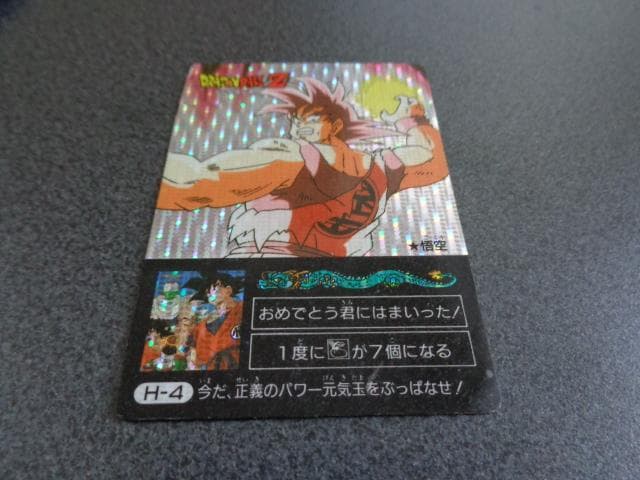 DRAGONBALL Z
★悟空
おめでとう君にはまいった!
1度に が7個になる
H-4
今だ、正義のパワー元気玉をぶっぱなせ!